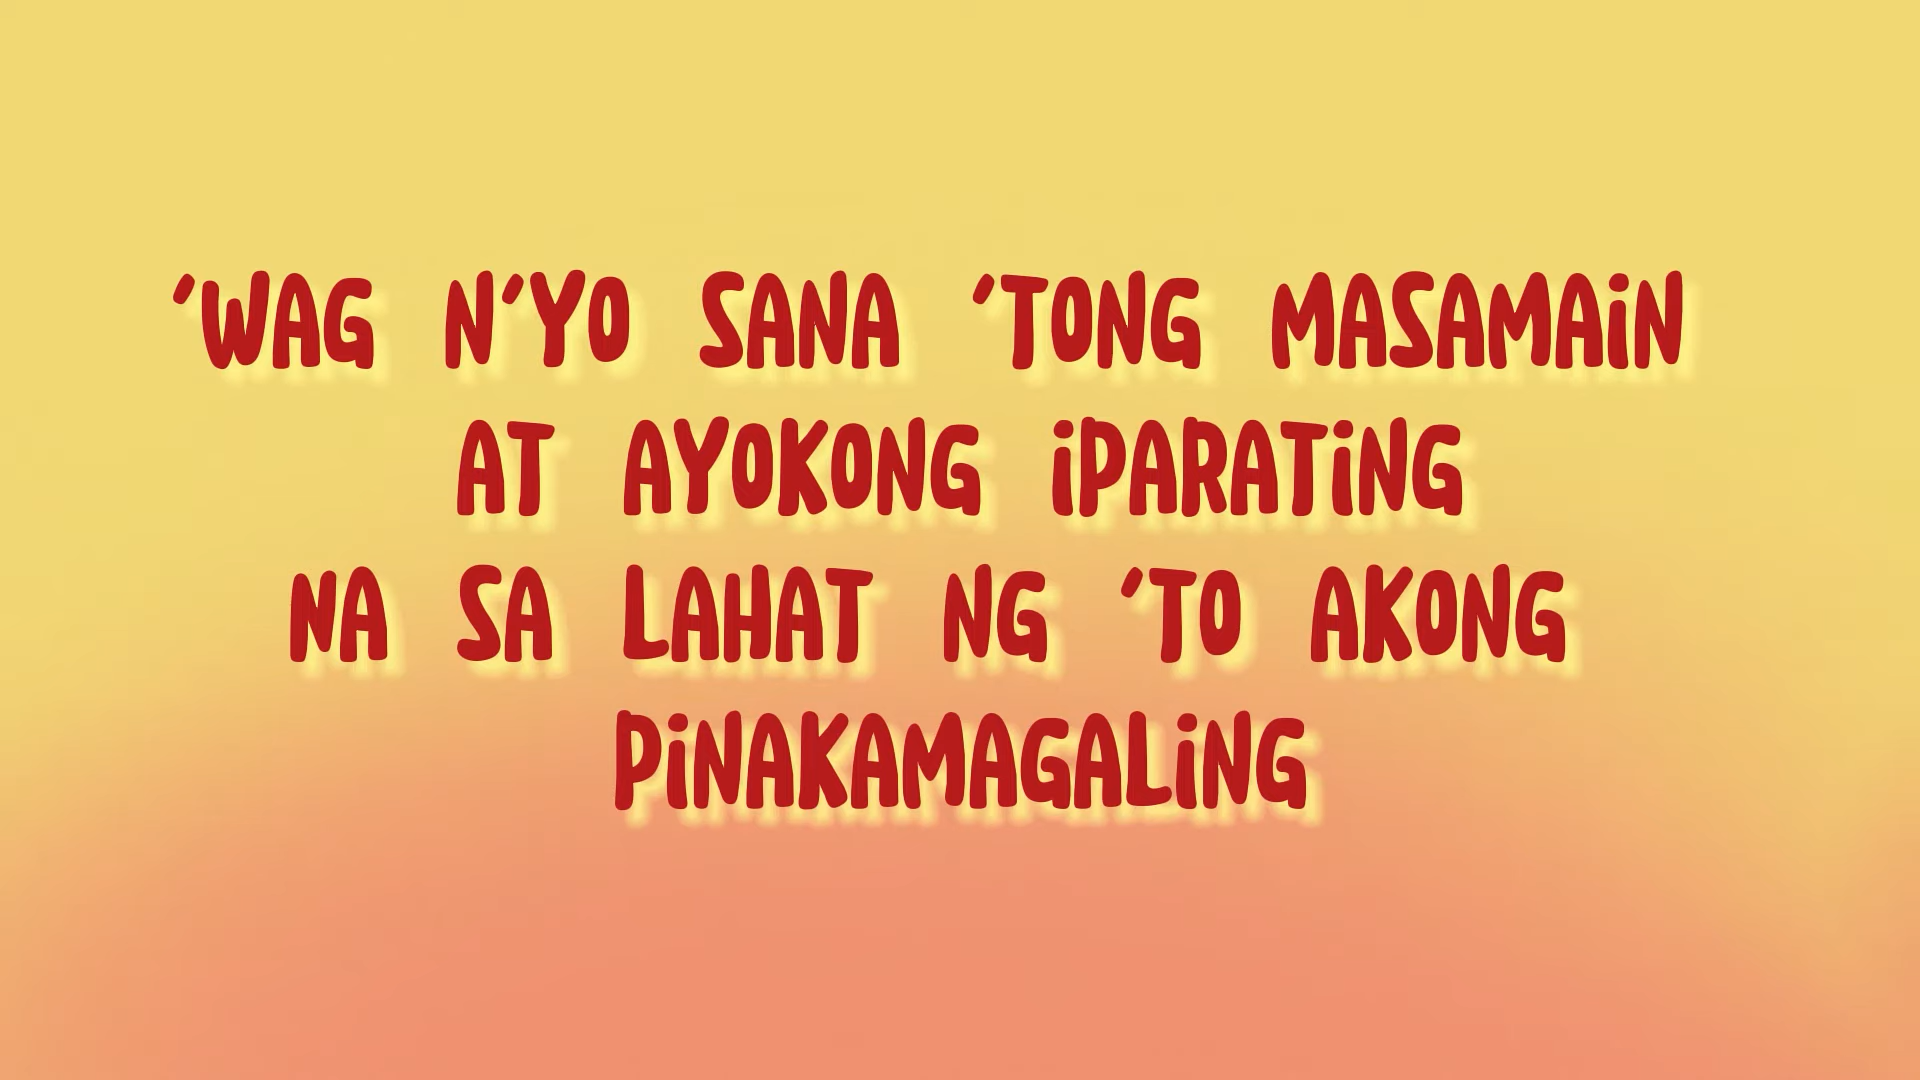 'WAG N'YO SANA 'TONG MASAMAiN
AT AYOKONG iPARATiNG
NA SA LAHAT NG 'TO AKONG
PiNAKAMAGALiNG